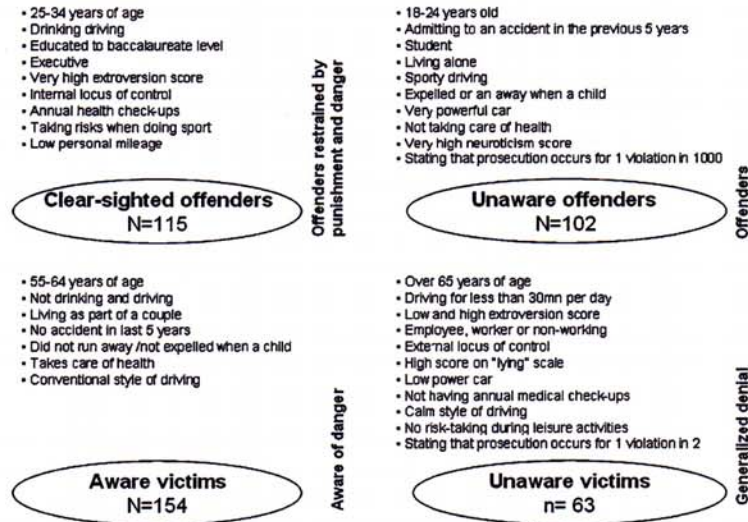 • 25-34 years of age
• Drinking driving
• Educated to baccalaureate level
• Executive
• Very high extroversion score
• Internal locus of control
• Annual health check-ups
• Taking risks when doing sport
• Low personal mileage
Clear-sighted offenders
N=115
Offenders restrained by
punishment and danger
• 18-24 years old
• Admitting to an accident in the previous 5 years
• Student
• Living alone
• Sporty driving
• Expelled or an away when a child
• Very powerful car
• Not taking care of health
• Very high neuroticism score
• Stating that prosecution occurs for 1 violation in 1000
Unaware offenders
N=102
Offenders
• 55-64 years of age
• Not drinking and driving
• Living as part of a couple
• No accident in last 5 years
• Did not run away /not expelled when a child
• Takes care of health
• Conventional style of driving
Aware victims
N=154
Aware of danger
• Over 65 years of age
• Driving for less than 30mn per day
• Low and high extroversion score
• Employee, worker or non-working
• External locus of control
• High score on "lying" scale
• Low power car
• Not having annual medical check-ups
• Calm style of driving
• No risk-taking during leisure activities
• Stating that prosecution occurs for 1 violation in 2
Unaware victims
n= 63
Generalized denial